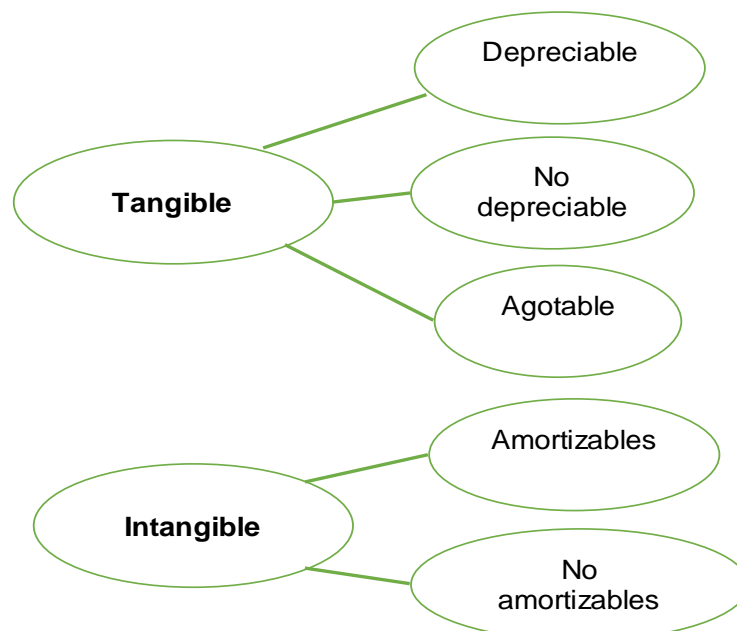 Depreciable
Tangible
No
depreciable
Agotable
Amortizables
Intangible
No
amortizables